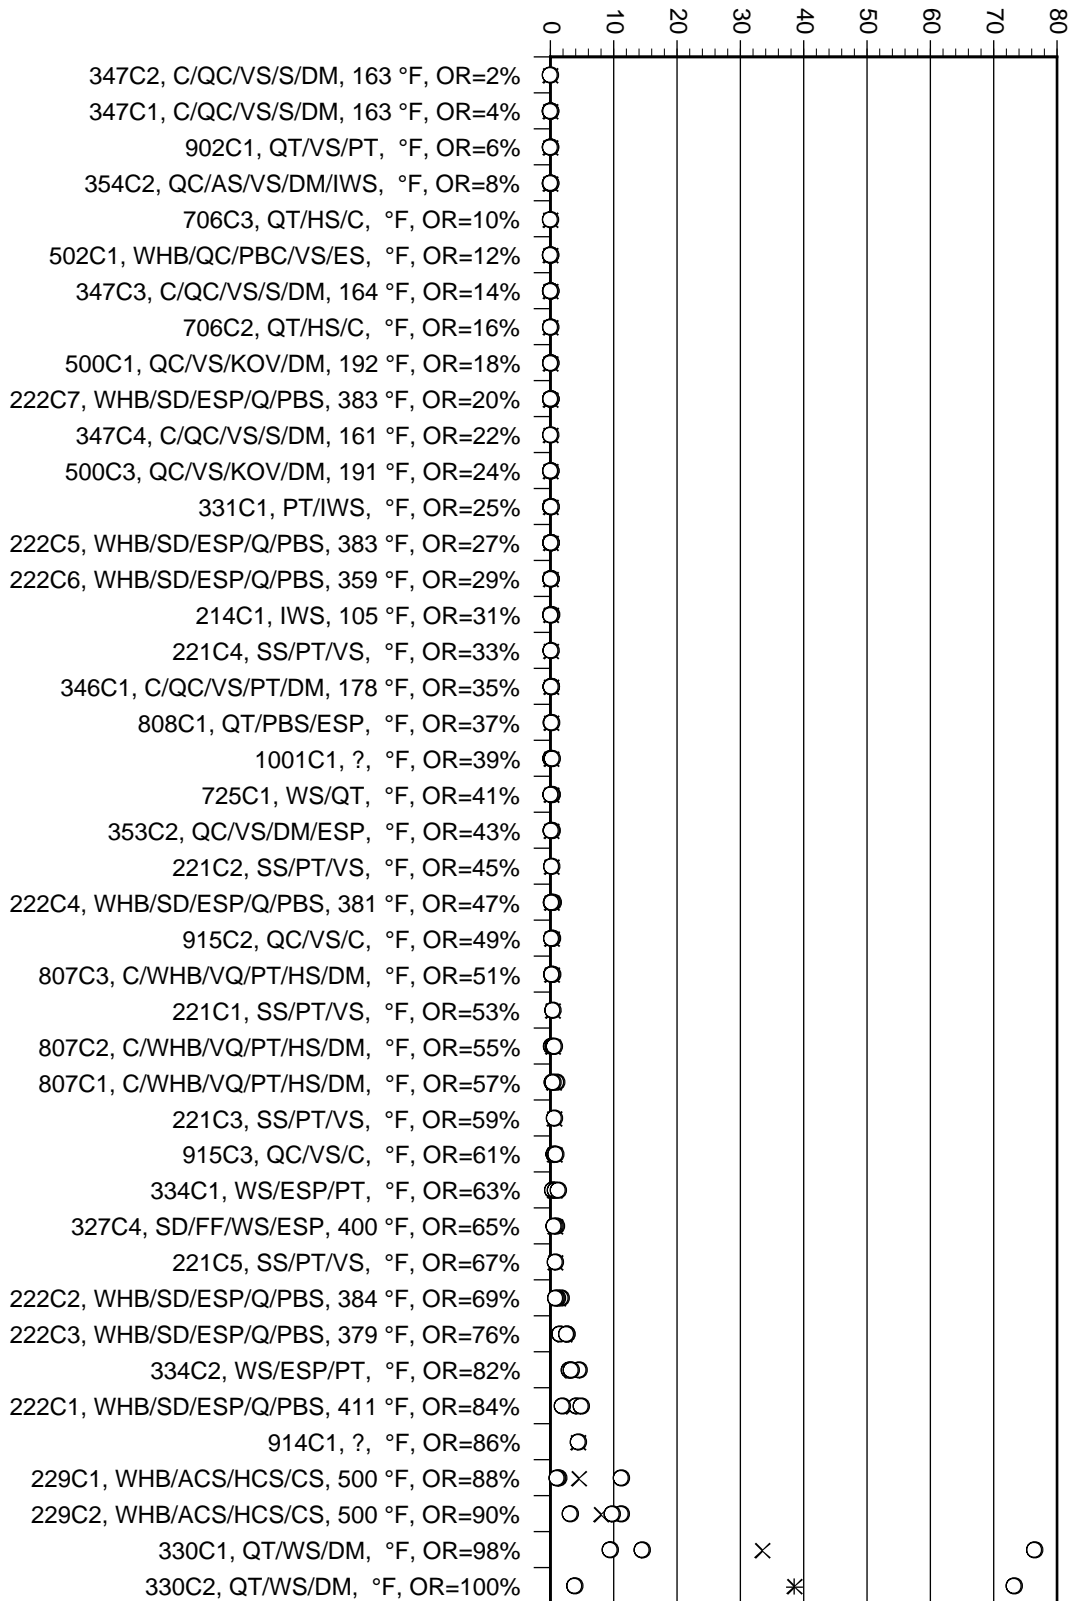 0 10 20 30 40 50 60 70 80
347C2, C/QC/VS/S/DM, 163 °F, OR=2%
347C1, C/QC/VS/S/DM, 163 °F, OR=4%
902C1, QT/VS/PT, °F, OR=6%
354C2, QC/AS/VS/DM/IWS, °F, OR=8%
706C3, QT/HS/C, °F, OR=10%
502C1, WHB/QC/PBC/VS/ES, °F, OR=12%
347C3, C/QC/VS/S/DM, 164 °F, OR=14%
706C2, QT/HS/C, °F, OR=16%
500C1, QC/VS/KOV/DM, 192 °F, OR=18%
222C7, WHB/SD/ESP/Q/PBS, 383 °F, OR=20%
347C4, C/QC/VS/S/DM, 161 °F, OR=22%
500C3, QC/VS/KOV/DM, 191 °F, OR=24%
331C1, PT/IWS, °F, OR=25%
222C5, WHB/SD/ESP/Q/PBS, 383 °F, OR=27%
222C6, WHB/SD/ESP/Q/PBS, 359 °F, OR=29%
214C1, IWS, 105 °F, OR=31%
221C4, SS/PT/VS, °F, OR=33%
346C1, C/QC/VS/PT/DM, 178 °F, OR=35%
808C1, QT/PBS/ESP, °F, OR=37%
1001C1, ?, °F, OR=39%
725C1, WS/QT, °F, OR=41%
353C2, QC/VS/DM/ESP, °F, OR=43%
221C2, SS/PT/VS, °F, OR=45%
222C4, WHB/SD/ESP/Q/PBS, 381 °F, OR=47%
915C2, QC/VS/C, °F, OR=49%
807C3, C/WHB/VQ/PT/HS/DM, °F, OR=51%
221C1, SS/PT/VS, °F, OR=53%
807C2, C/WHB/VQ/PT/HS/DM, °F, OR=55%
807C1, C/WHB/VQ/PT/HS/DM, °F, OR=57%
221C3, SS/PT/VS, °F, OR=59%
915C3, QC/VS/C, °F, OR=61%
334C1, WS/ESP/PT, °F, OR=63%
327C4, SD/FF/WS/ESP, 400 °F, OR=65%
221C5, SS/PT/VS, °F, OR=67%
222C2, WHB/SD/ESP/Q/PBS, 384 °F, OR=69%
222C3, WHB/SD/ESP/Q/PBS, 379 °F, OR=76%
334C2, WS/ESP/PT, °F, OR=82%
222C1, WHB/SD/ESP/Q/PBS, 411 °F, OR=84%
914C1, ?, °F, OR=86%
229C1, WHB/ACS/HCS/CS, 500 °F, OR=88%
229C2, WHB/ACS/HCS/CS, 500 °F, OR=90%
330C1, QT/WS/DM, °F, OR=98%
330C2, QT/WS/DM, °F, OR=100%